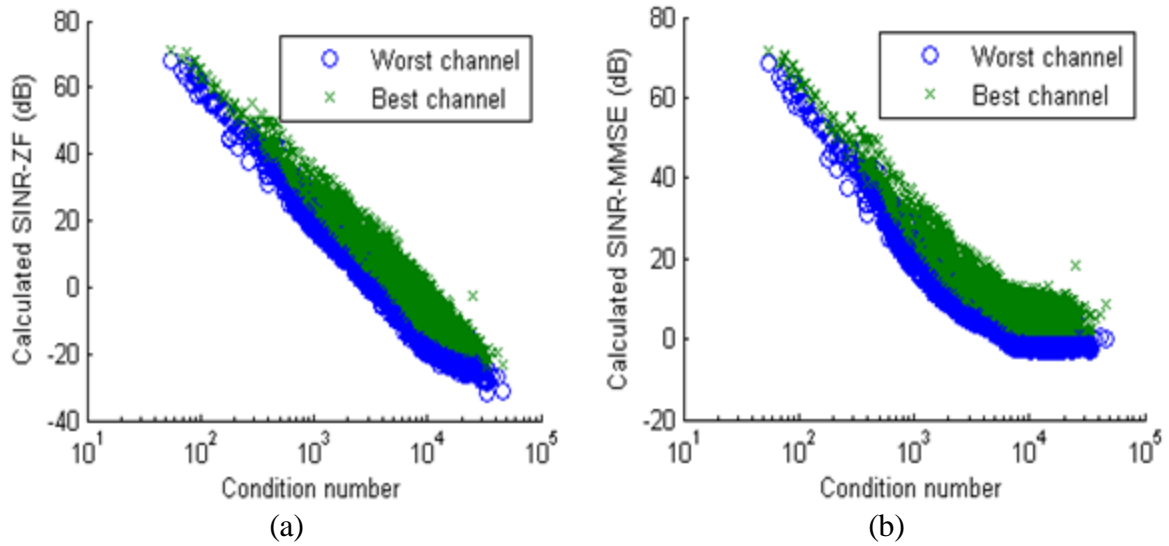 80
60
40
20
0
-20
-40
10^1
10^2
10^3
10^4
10^5
Calculated SINR-ZF (dB)
Condition number
Worst channel
Best channel
(a)
80
60
40
20
0
-20
10^1
10^2
10^3
10^4
10^5
Calculated SINR-MMSE (dB)
Condition number
Worst channel
Best channel
(b)